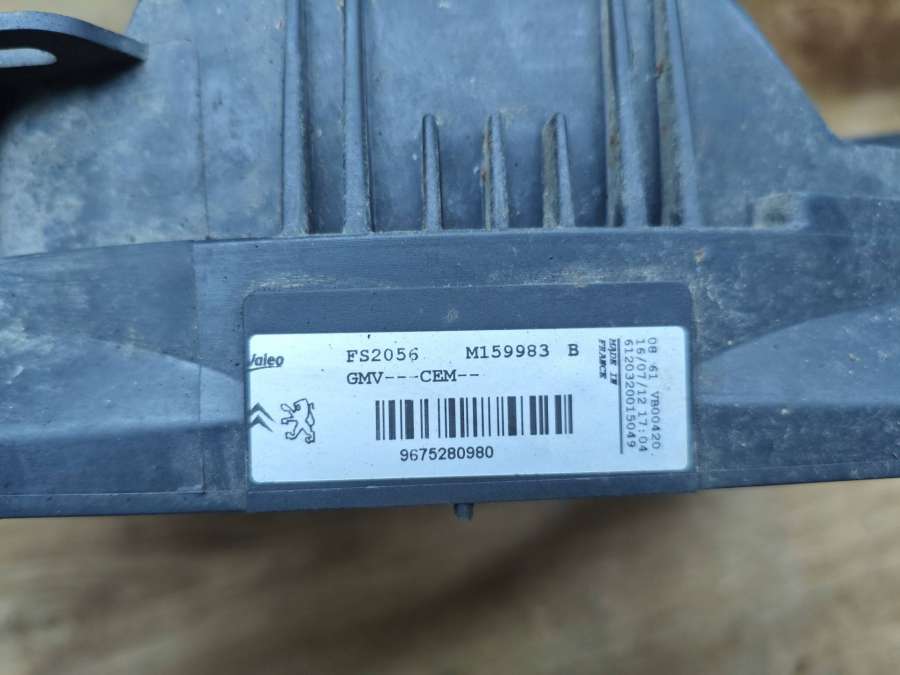 Valeo
FS2056 M159983 B
GMV---CEM--
9675280980
MADE IN
FRANCE
08 61 VB00420
16/07/12 17:04
6120320015049